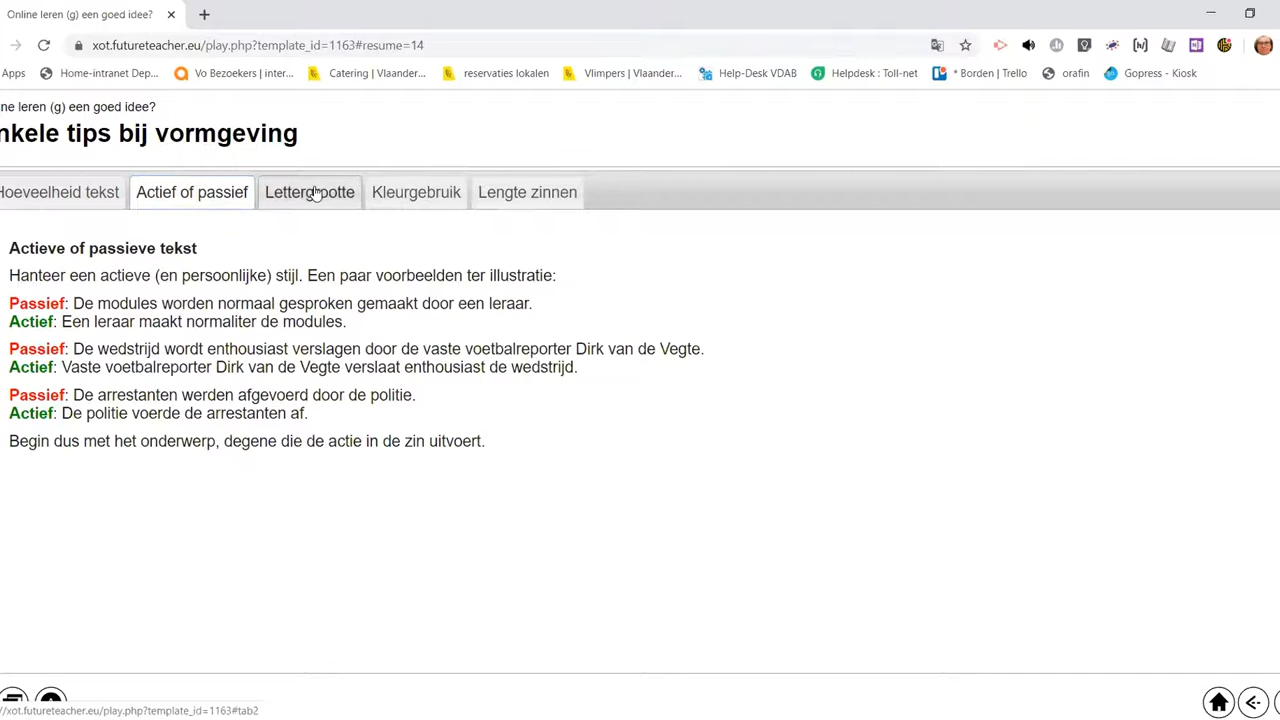 Online leren (g) een goed idee?
xot.futureteacher.eu/play.php?template_id=1163#resume=14
Apps Home-intranet Dep... Vo Bezoekers | inter... Catering | Vlaander... reservaties lokalen Vlimpers | Vlaander... Help-Desk VDAB Helpdesk : Toll-net * Borden | Trello orafin Gopress - Kiosk
ne leren (g) een goed idee?
nkele tips bij vormgeving
Hoeveelheid tekst Actief of passief Lettergrootte Kleurgebruik Lengte zinnen
Actieve of passieve tekst
Hanteer een actieve (en persoonlijke) stijl. Een paar voorbeelden ter illustratie:
Passief: De modules worden normaal gesproken gemaakt door een leraar.
Actief: Een leraar maakt normaliter de modules.
Passief: De wedstrijd wordt enthousiast verslagen door de vaste voetbalreporter Dirk van de Vegte.
Actief: Vaste voetbalreporter Dirk van de Vegte verslaat enthousiast de wedstrijd.
Passief: De arrestanten werden afgevoerd door de politie.
Actief: De politie voerde de arrestanten af.
Begin dus met het onderwerp, degene die de actie in de zin uitvoert.
//xot.futureteacher.eu/play.php?template_id=1163#tab2